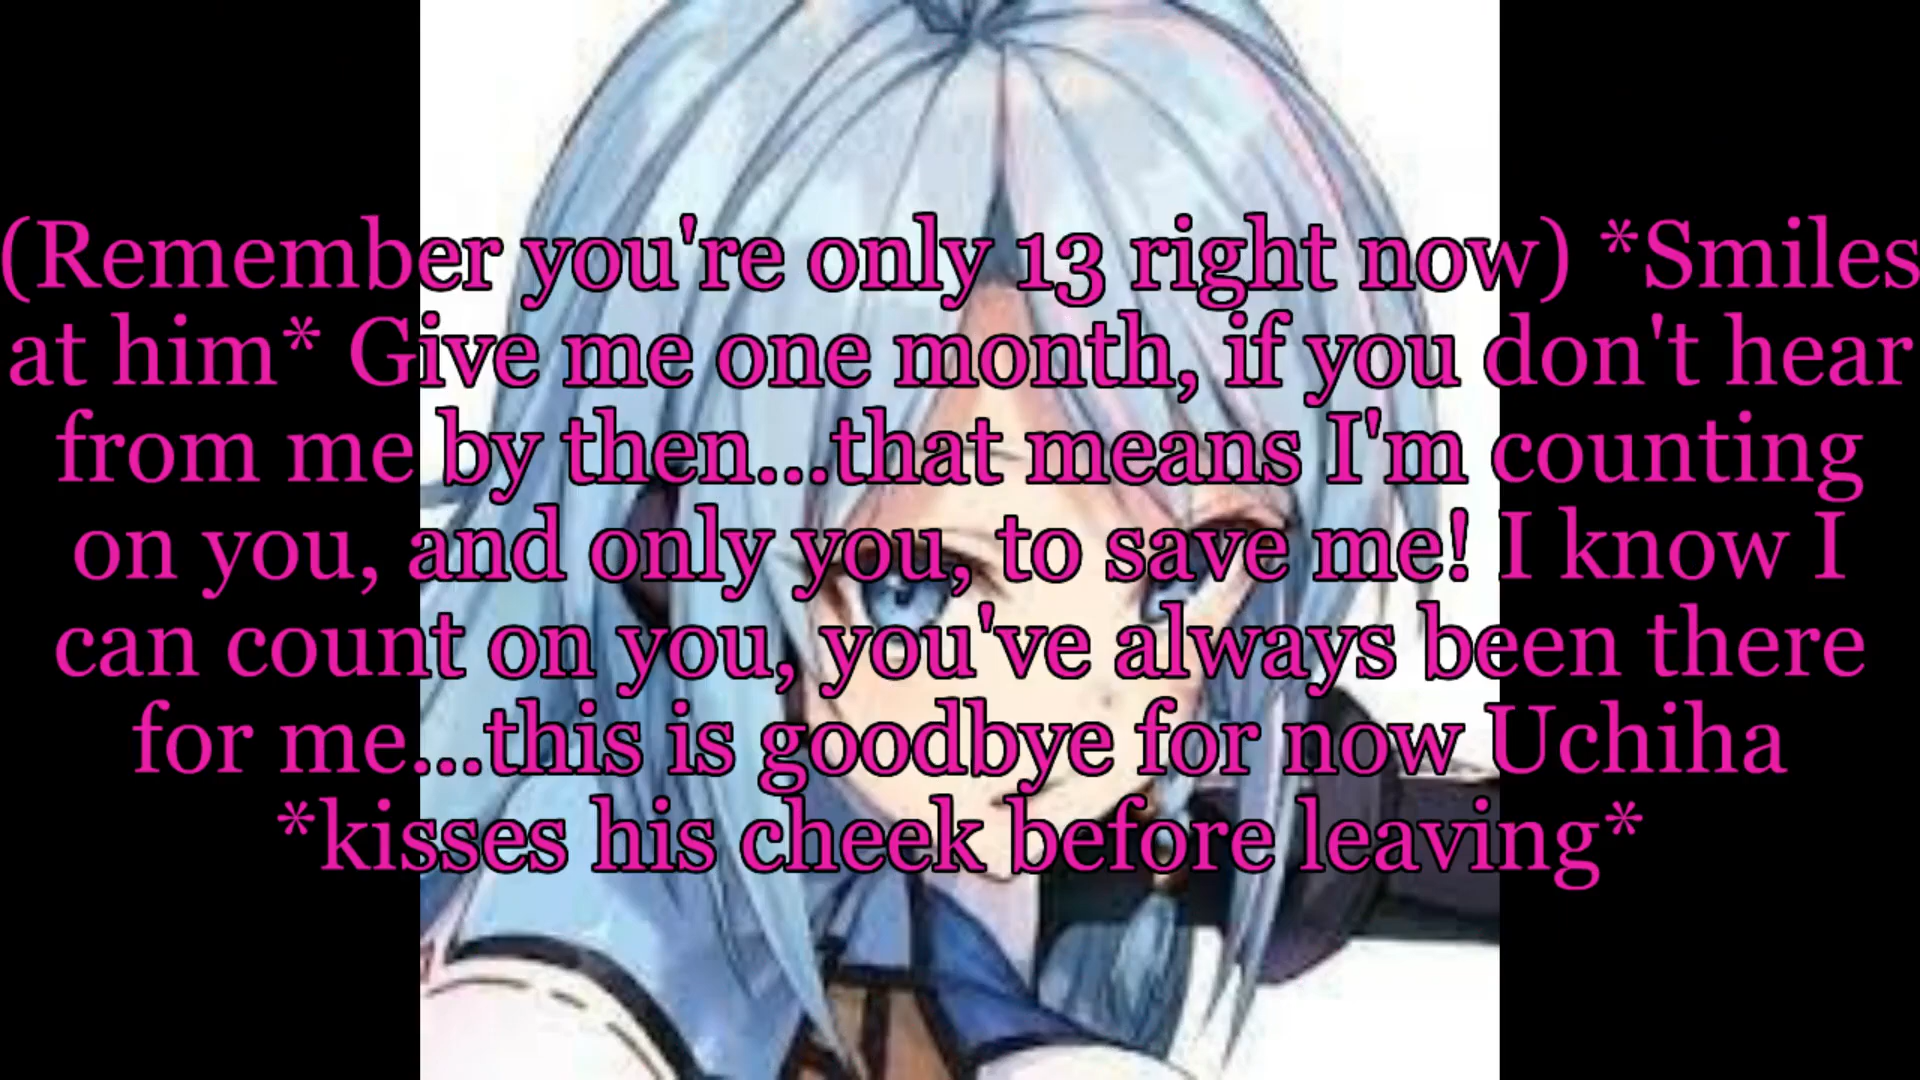 (Remember you're only 13 right now) *Smiles
at him* Give me one month, if you don't hear
from me by then...that means I'm counting
on you, and only you, to save me! I know I
can count on you, you've always been there
for me...this is goodbye for now Uchiha
*kisses his cheek before leaving*